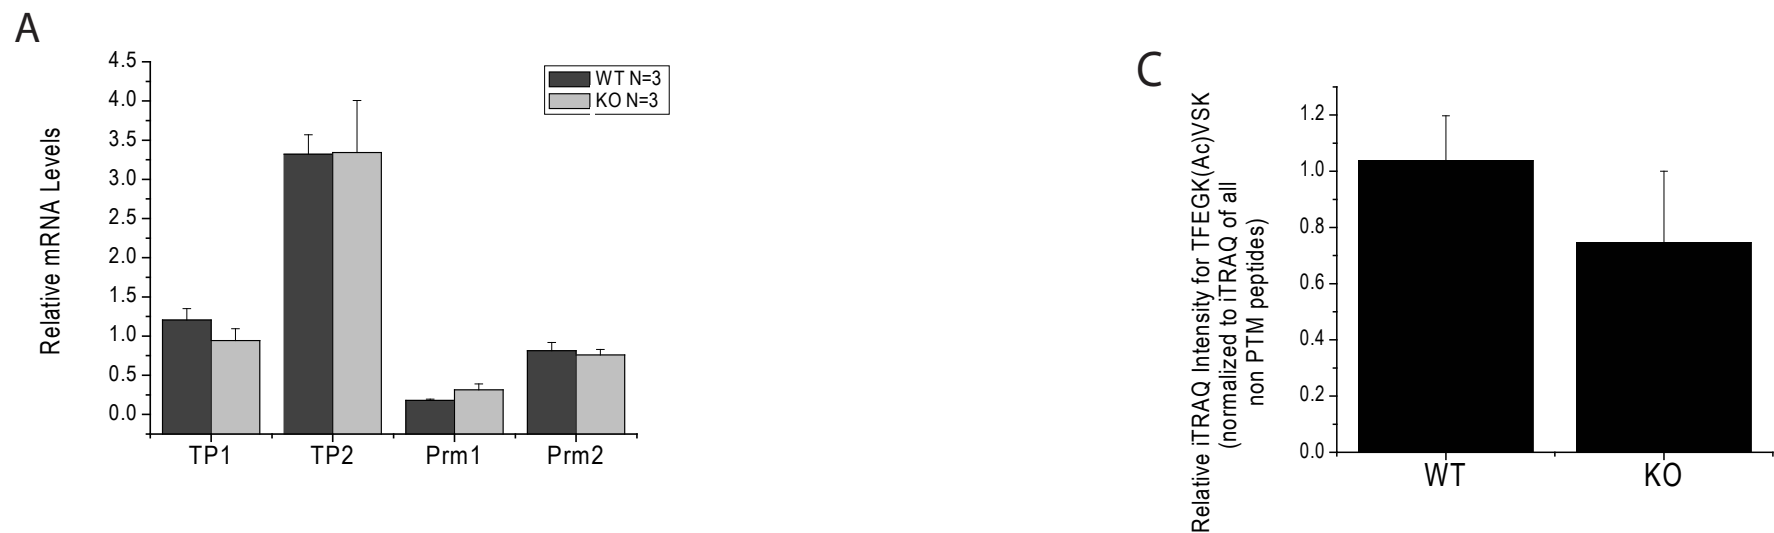 A
4.5
4.0
3.5
3.0
2.5
2.0
1.5
1.0
0.5
0.0
Relative mRNA Levels
WT N=3
KO N=3
TP1 TP2 Prm1 Prm2
C
Relative iTRAQ Intensity for TFEGK(Ac)VSK
(normalized to iTRAQ of all
non PTM peptides)
1.2
1.0
0.8
0.6
0.4
0.2
0.0
WT KO